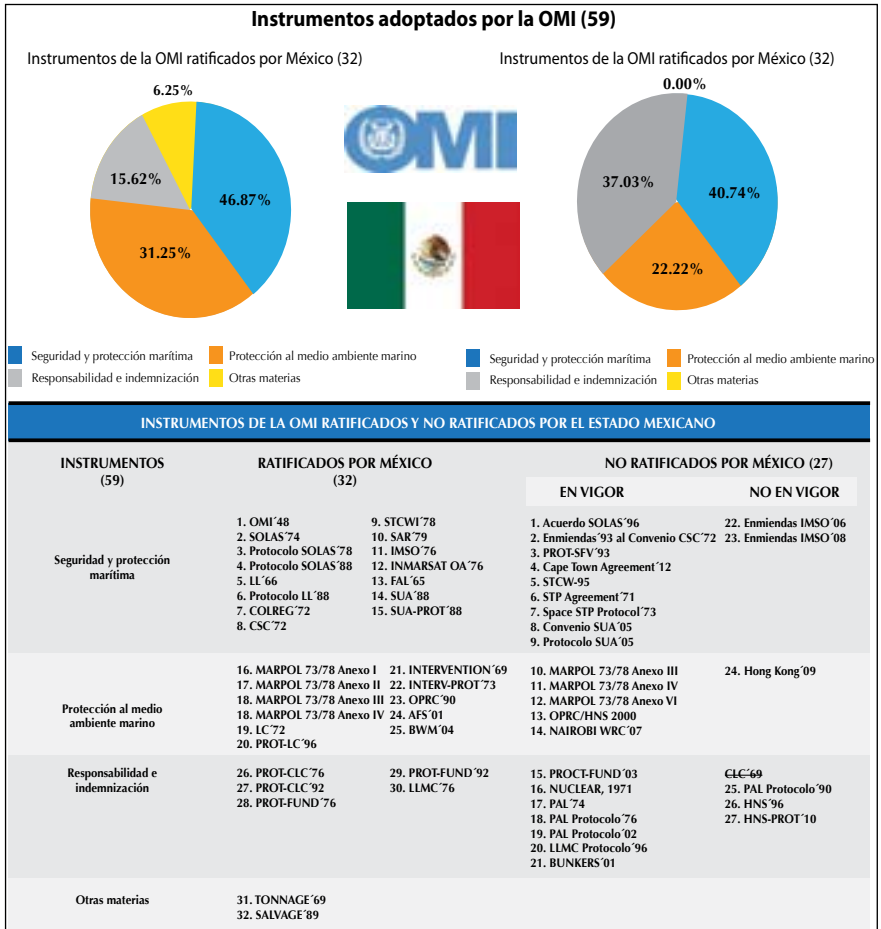 Instrumentos adoptados por la OMI (59)
Instrumentos de la OMI ratificados por México (32)
6.25%
15.62%
46.87%
31.25%
OMI
Instrumentos de la OMI ratificados por México (32)
0.00%
37.03%
40.74%
22.22%
Seguridad y protección marítima
Protección al medio ambiente marino
Responsabilidad e indemnización
Otras materias
Seguridad y protección marítima
Protección al medio ambiente marino
Responsabilidad e indemnización
Otras materias
INSTRUMENTOS DE LA OMI RATIFICADOS Y NO RATIFICADOS POR EL ESTADO MEXICANO
INSTRUMENTOS
(59)
RATIFICADOS POR MÉXICO
(32)
NO RATIFICADOS POR MÉXICO (27)
EN VIGOR
NO EN VIGOR
Seguridad y protección
marítima
1. OMI´48
2. SOLAS´74
3. Protocolo SOLAS´78
4. Protocolo SOLAS´88
5. LL´66
6. Protocolo LL´88
7. COLREG´72
8. CSC´72
9. STCWI´78
10. SAR´79
11. IMSO´76
12. INMARSAT OA´76
13. FAL´65
14. SUA´88
15. SUA-PROT´88
1. Acuerdo SOLAS´96
2. Enmiendas´93 al Convenio CSC´72
3. PROT-SFV´93
4. Cape Town Agreement´12
5. STCW-95
6. STP Agreement´71
7. Space STP Protocol´73
8. Convenio SUA´05
9. Protocolo SUA´05
22. Enmiendas IMSO´06
23. Enmiendas IMSO´08
Protección al medio
ambiente marino
16. MARPOL 73/78 Anexo I
17. MARPOL 73/78 Anexo II
18. MARPOL 73/78 Anexo III
18. MARPOL 73/78 Anexo IV
19. LC´72
20. PROT-LC´96
21. INTERVENTION´69
22. INTERV-PROT´73
23. OPRC´90
24. AFS´01
25. BWM´04
10. MARPOL 73/78 Anexo III
11. MARPOL 73/78 Anexo IV
12. MARPOL 73/78 Anexo VI
13. OPRC/HNS 2000
14. NAIROBI WRC´07
24. Hong Kong´09
Responsabilidad e
indemnización
26. PROT-CLC´76
27. PROT-CLC´92
28. PROT-FUND´76
29. PROT-FUND´92
30. LLMC´76
15. PROCT-FUND´03
16. NUCLEAR, 1971
17. PAL´74
18. PAL Protocolo´76
19. PAL Protocolo´02
20. LLMC Protocolo´96
21. BUNKERS´01
CLC´69
25. PAL Protocolo´90
26. HNS´96
27. HNS-PROT´10
Otras materias
31. TONNAGE´69
32. SALVAGE´89